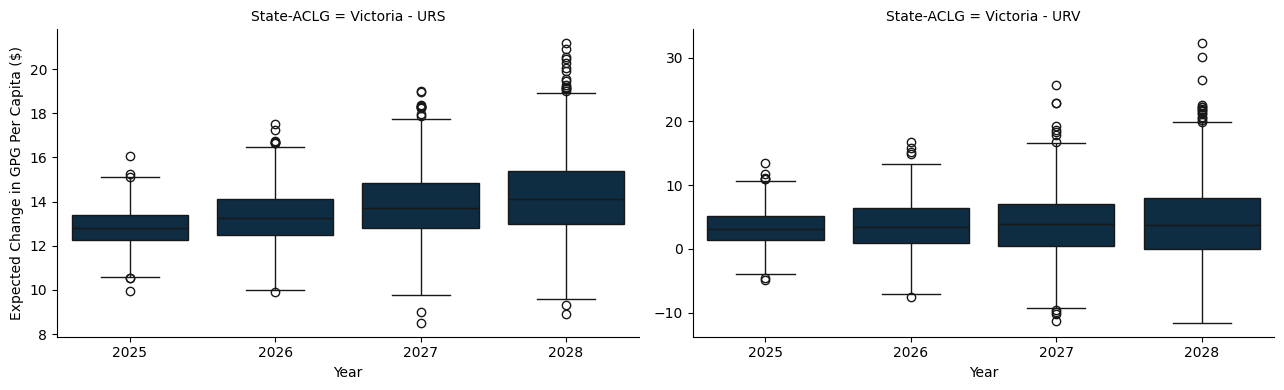 State-ACLG = Victoria - URS
Expected Change in GPG Per Capita ($)
20
18
16
14
12
10
8
2025 2026 2027 2028
Year
State-ACLG = Victoria - URV
30
20
10
0
−10
2025 2026 2027 2028
Year